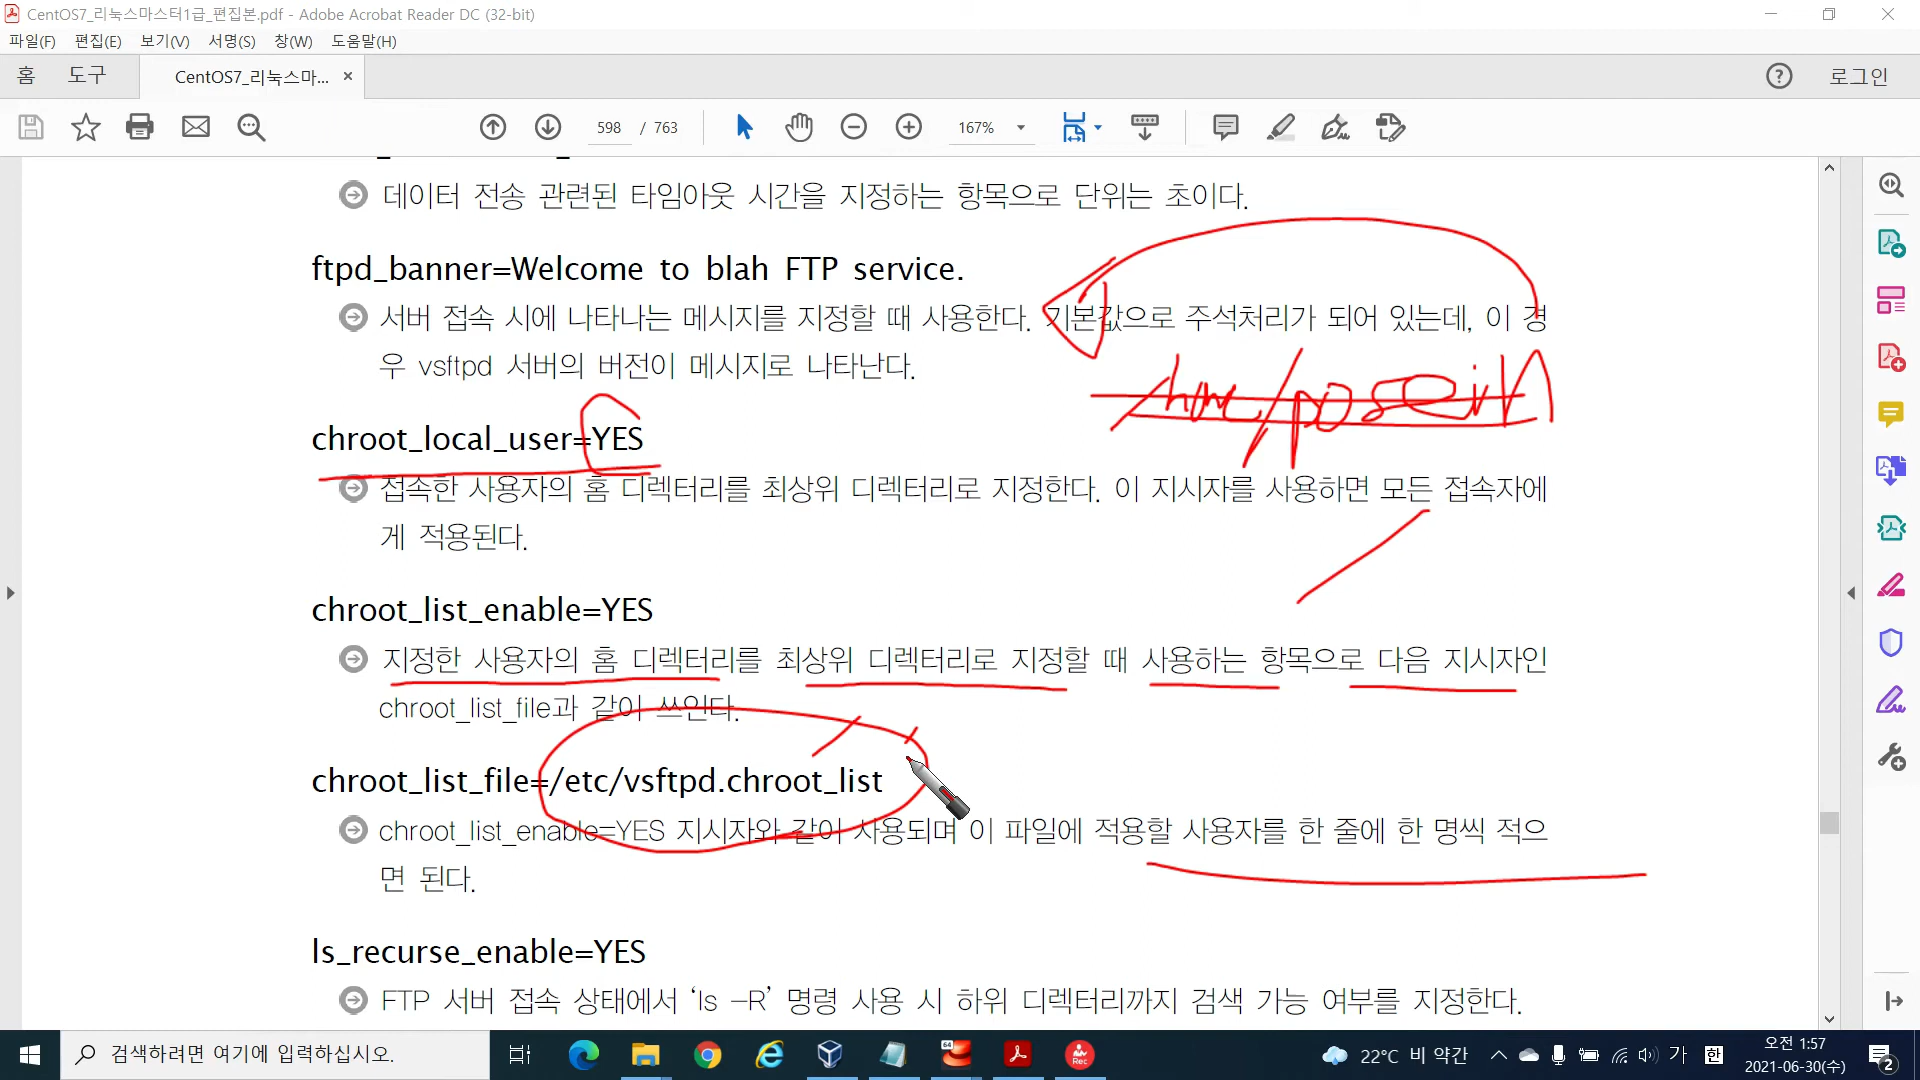 CentOS7_리눅스마스터1급_편집본.pdf - Adobe Acrobat Reader DC (32-bit)
파일(F) 편집(E) 보기(V) 서명(S) 창(W) 도움말(H)
홈 도구 CentOS7_리눅스마... × 로그인
598 / 763 167%
데이터 전송 관련된 타임아웃 시간을 지정하는 항목으로 단위는 초이다.
ftpd_banner=Welcome to blah FTP service.
서버 접속 시에 나타나는 메시지를 지정할 때 사용한다. 기본값으로 주석처리가 되어 있는데, 이 경
우 vsftpd 서버의 버전이 메시지로 나타난다.
chroot_local_user=YES
접속한 사용자의 홈 디렉터리를 최상위 디렉터리로 지정한다. 이 지시자를 사용하면 모든 접속자에
게 적용된다.
chroot_list_enable=YES
지정한 사용자의 홈 디렉터리를 최상위 디렉터리로 지정할 때 사용하는 항목으로 다음 지시자인
chroot_list_file과 같이 쓰인다.
chroot_list_file=/etc/vsftpd.chroot_list
chroot_list_enable=YES 지시자와 같이 사용되며 이 파일에 적용할 사용자를 한 줄에 한 명씩 적으
면 된다.
ls_recurse_enable=YES
FTP 서버 접속 상태에서 ‘ls -R’ 명령 사용 시 하위 디렉터리까지 검색 가능 여부를 지정한다.
검색하려면 여기에 입력하십시오.
64
Rec
22°C 비 약간
가 한
오전 1:57
2021-06-30(수)
2